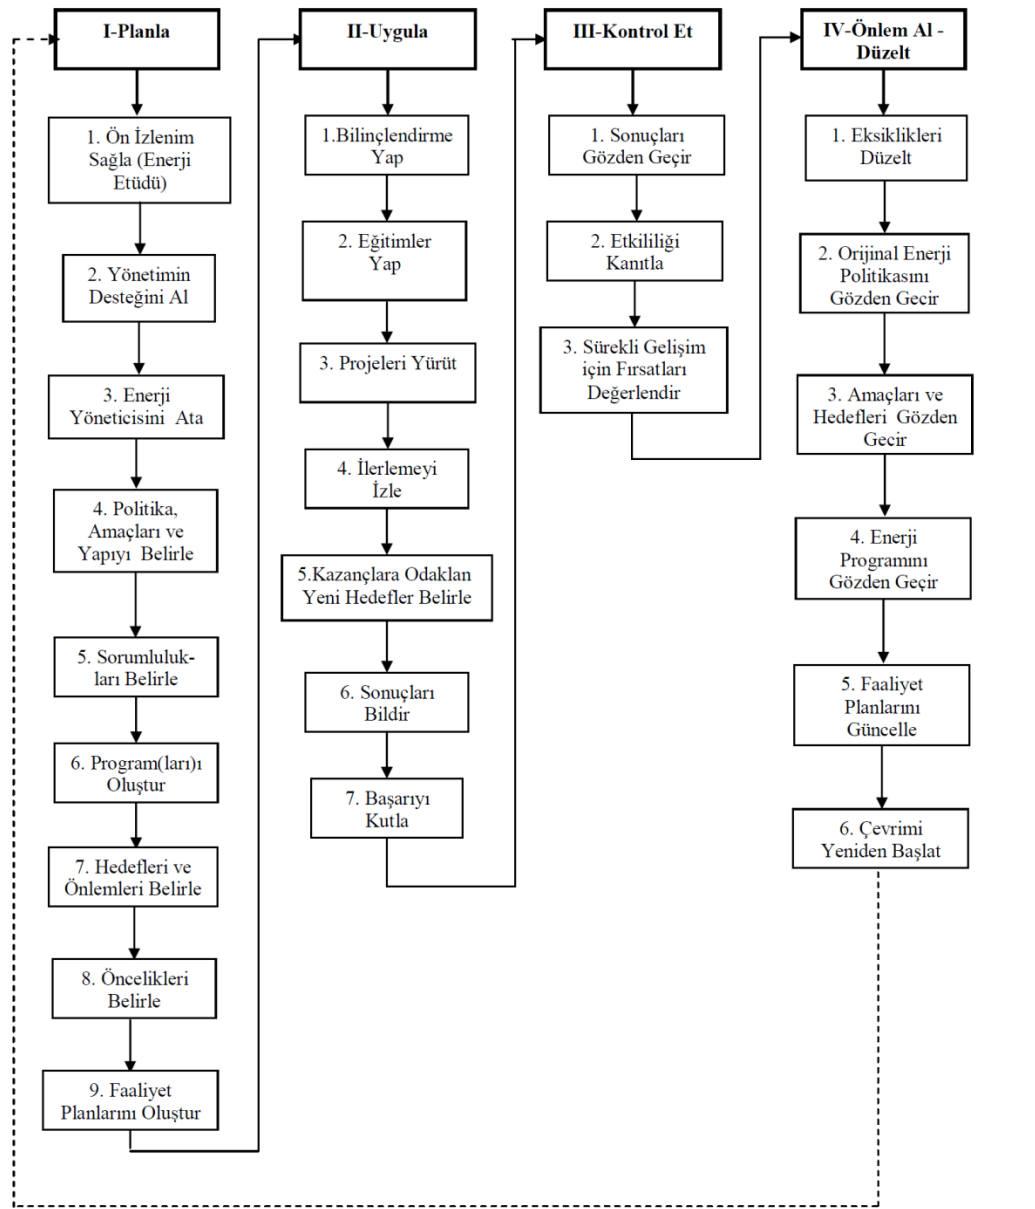 I-Planla
1. Ön İzlenim
Sağla (Enerji
Etüdü)
2. Yönetimin
Desteğini Al
3. Enerji
Yöneticisini Ata
4. Politika,
Amaçları ve
Yapıyı Belirle
5. Sorumluluk-
ları Belirle
6. Program(ları)ı
Oluştur
7. Hedefleri ve
Önlemleri Belirle
8. Öncelikleri
Belirle
9. Faaliyet
Planlarını Oluştur
II-Uygula
1.Bilinçlendirme
Yap
2. Eğitimler
Yap
3. Projeleri Yürüt
4. İlerlemeyi
İzle
5.Kazançlara Odaklan
Yeni Hedefler Belirle
6. Sonuçları
Bildir
7. Başarıyı
Kutla
III-Kontrol Et
1. Sonuçları
Gözden Geçir
2. Etkililiği
Kanıtla
3. Sürekli Gelişim
için Fırsatları
Değerlendir
IV-Önlem Al -
Düzelt
1. Eksiklikleri
Düzelt
2. Orijinal Enerji
Politikasını
Gözden Gecir
3. Amaçları ve
Hedefleri Gözden
Gecir
4. Enerji
Programını
Gözden Geçir
5. Faaliyet
Planlarını
Güncelle
6. Çevrimi
Yeniden Başlat